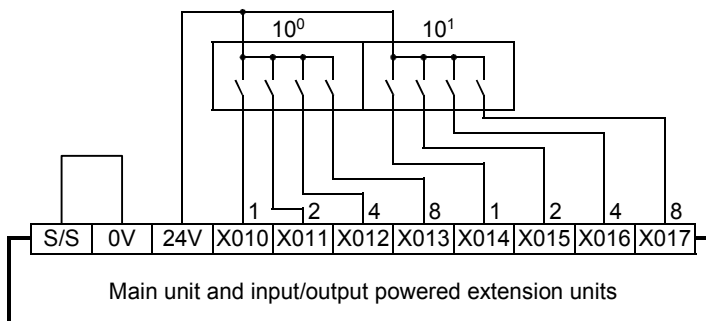 10⁰ 10¹
1 2 4 8 1 2 4 8
S/S 0V 24V X010 X011 X012 X013 X014 X015 X016 X017
Main unit and input/output powered extension units